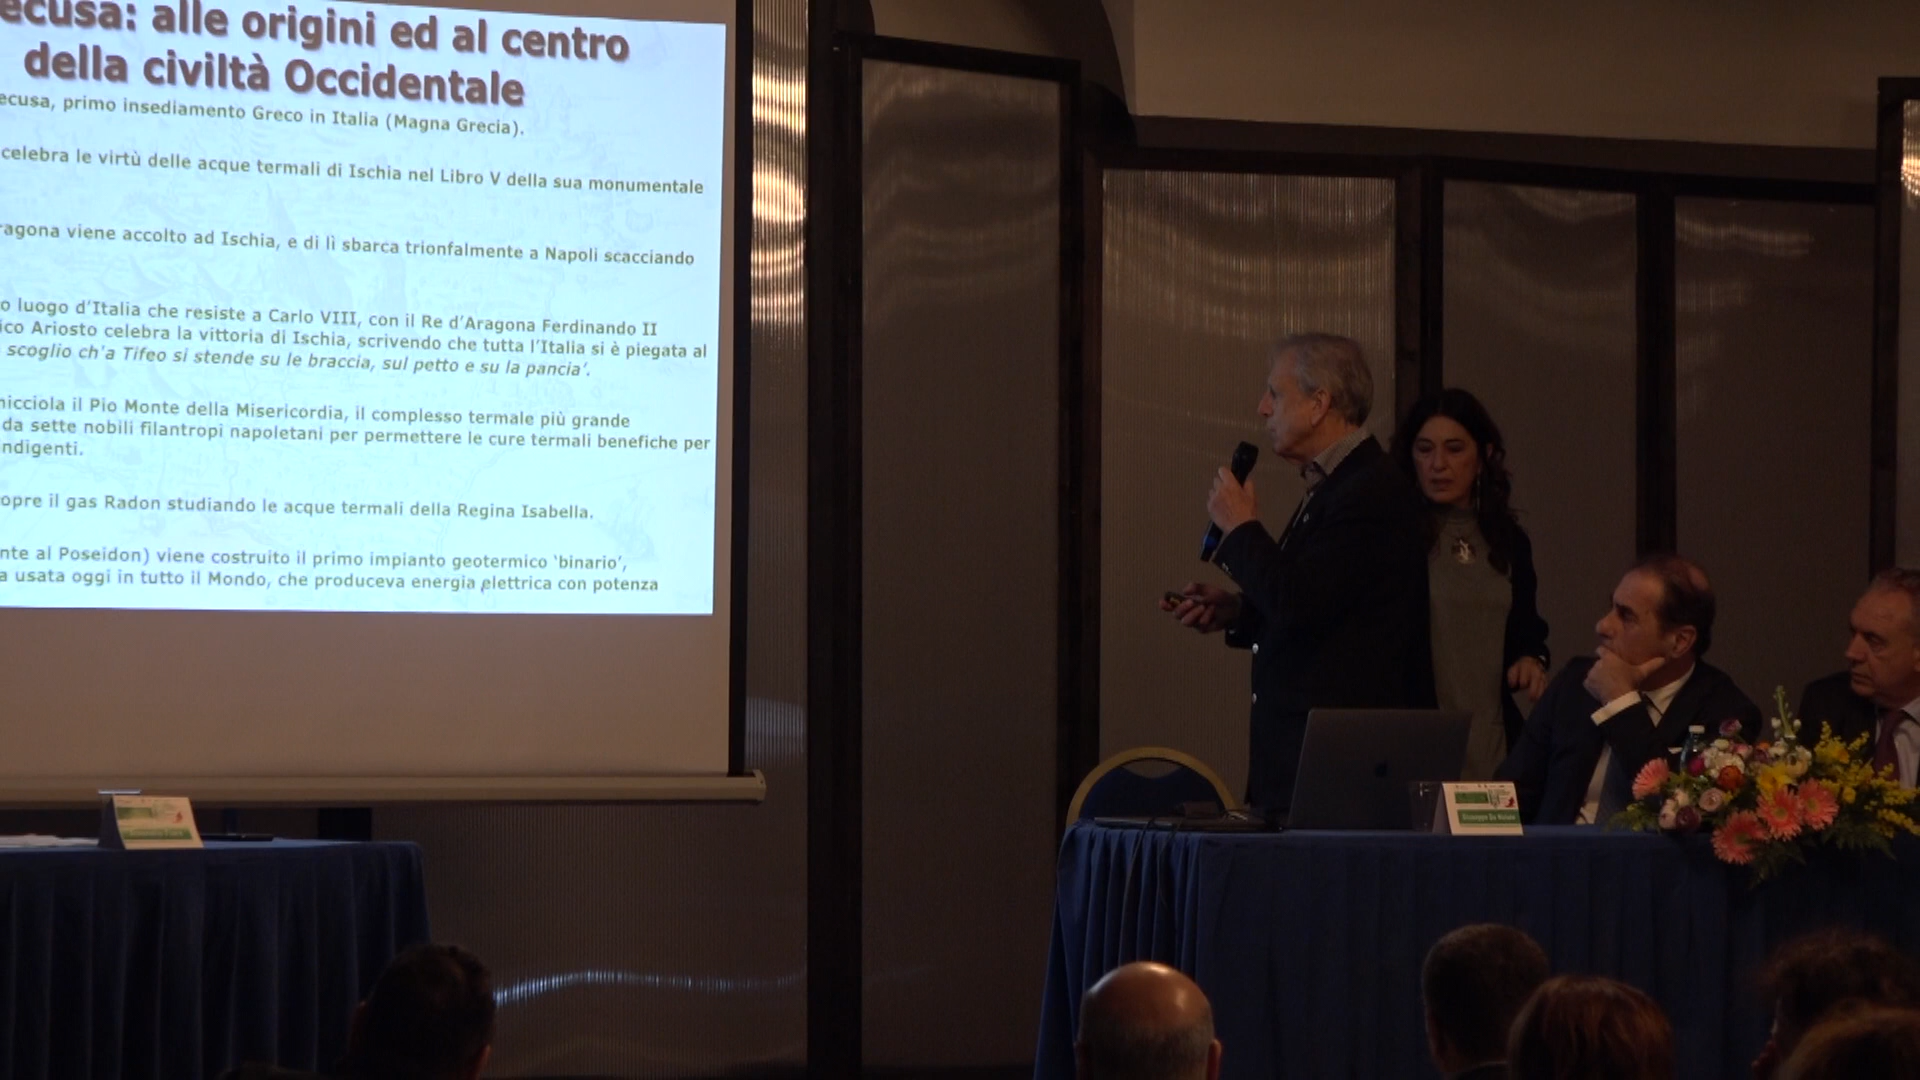 ecusa: alle origini ed al centro
della civiltà Occidentale
ecusa, primo insediamento Greco in Italia (Magna Grecia).
celebra le virtù delle acque termali di Ischia nel Libro V della sua monumentale
ragona viene accolto ad Ischia, e di lì sbarca trionfalmente a Napoli scacciando
o luogo d'Italia che resiste a Carlo VIII, con il Re d'Aragona Ferdinando II
ico Ariosto celebra la vittoria di Ischia, scrivendo che tutta l'Italia si è piegata al
scoglio ch'a Tifeo si stende su le braccia, sul petto e su la pancia'.
icciola il Pio Monte della Misericordia, il complesso termale più grande
da sette nobili filantropi napoletani per permettere le cure termali benefiche per
ndigenti.
opre il gas Radon studiando le acque termali della Regina Isabella.
nte al Poseidon) viene costruito il primo impianto geotermico 'binario',
a usata oggi in tutto il Mondo, che produceva energia elettrica con potenza
Giuseppe De Natale